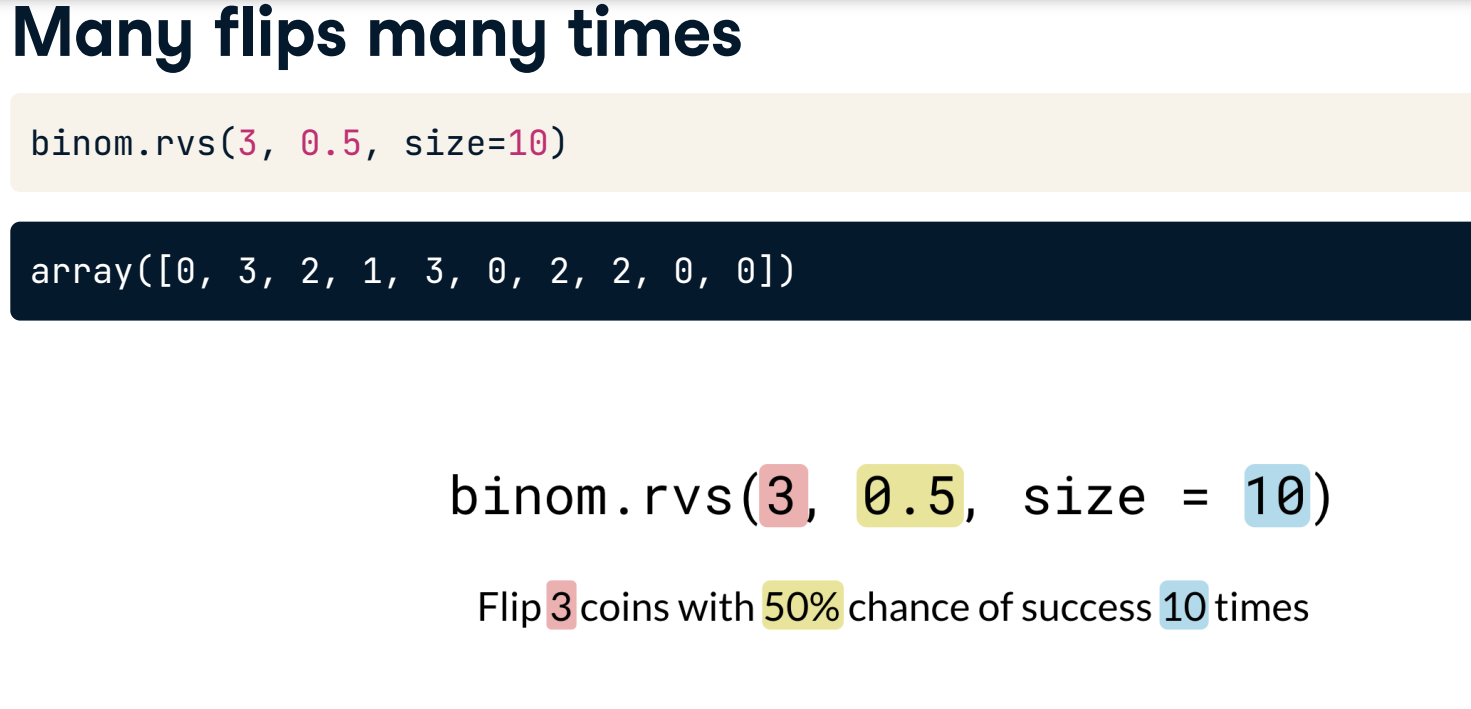 Many flips many times
binom.rvs(3, 0.5, size=10)
array([0, 3, 2, 1, 3, 0, 2, 2, 0, 0])
binom.rvs(3, 0.5, size = 10)
Flip 3 coins with 50% chance of success 10 times